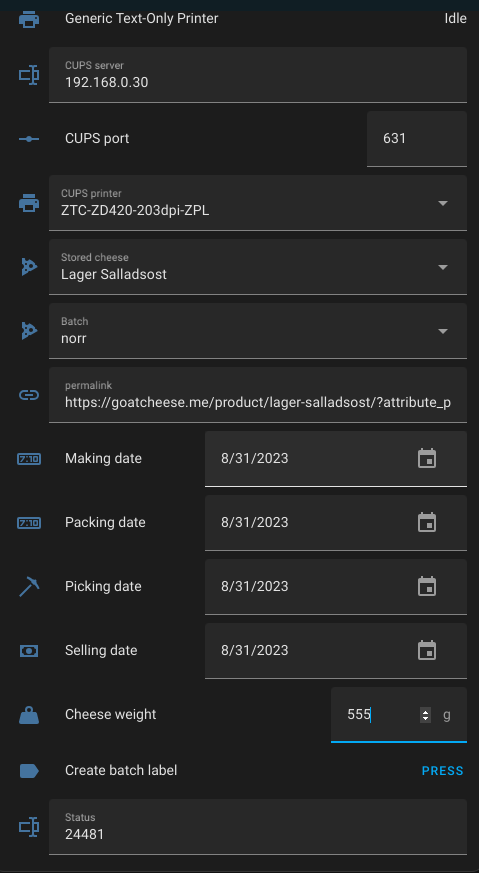 Generic Text-Only Printer Idle
CUPS server
192.168.0.30
CUPS port 631
CUPS printer
ZTC-ZD420-203dpi-ZPL
Stored cheese
Lager Salladsost
Batch
norr
permalink
https://goatcheese.me/product/lager-salladsost/?attribute_p
7:10 Making date 8/31/2023
7:10 Packing date 8/31/2023
Picking date 8/31/2023
Selling date 8/31/2023
Cheese weight 555 g
Create batch label PRESS
Status
24481